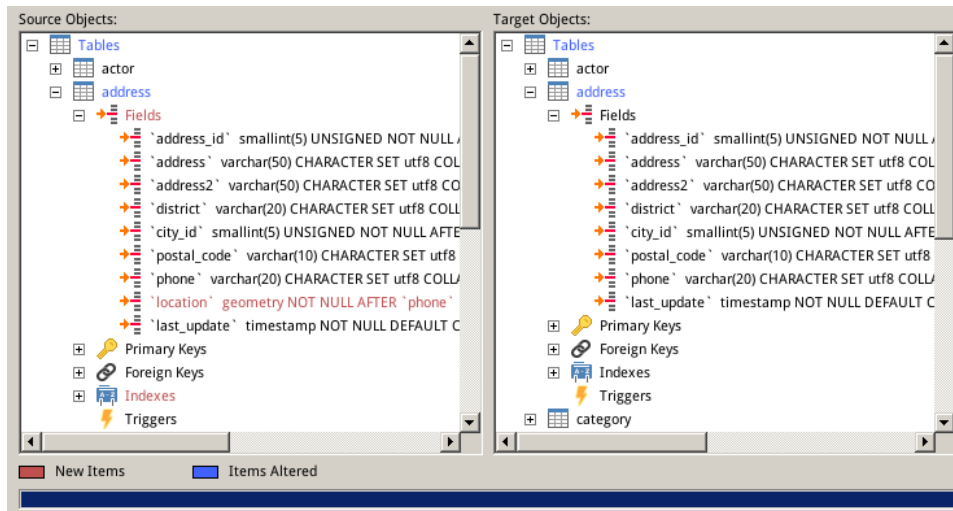 Source Objects:
Tables
actor
address
Fields
`address_id` smallint(5) UNSIGNED NOT NULL
`address` varchar(50) CHARACTER SET utf8 COL
`address2` varchar(50) CHARACTER SET utf8 CO
`district` varchar(20) CHARACTER SET utf8 COLL
`city_id` smallint(5) UNSIGNED NOT NULL AFTE
`postal_code` varchar(10) CHARACTER SET utf8
`phone` varchar(20) CHARACTER SET utf8 COLL
`location` geometry NOT NULL AFTER `phone`
`last_update` timestamp NOT NULL DEFAULT C
Primary Keys
Foreign Keys
Indexes
Triggers
Target Objects:
Tables
actor
address
Fields
`address_id` smallint(5) UNSIGNED NOT NULL
`address` varchar(50) CHARACTER SET utf8 COL
`address2` varchar(50) CHARACTER SET utf8 CO
`district` varchar(20) CHARACTER SET utf8 COLL
`city_id` smallint(5) UNSIGNED NOT NULL AFTE
`postal_code` varchar(10) CHARACTER SET utf8
`phone` varchar(20) CHARACTER SET utf8 COLL
`last_update` timestamp NOT NULL DEFAULT C
Primary Keys
Foreign Keys
Indexes
Triggers
category
New Items
Items Altered